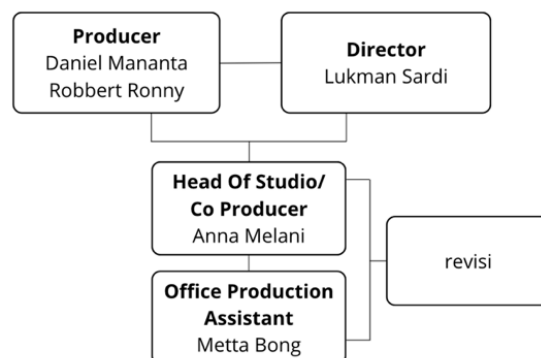 Producer
Daniel Mananta
Robbert Ronny
Director
Lukman Sardi
Head Of Studio/
Co Producer
Anna Melani
revisi
Office Production
Assistant
Metta Bong